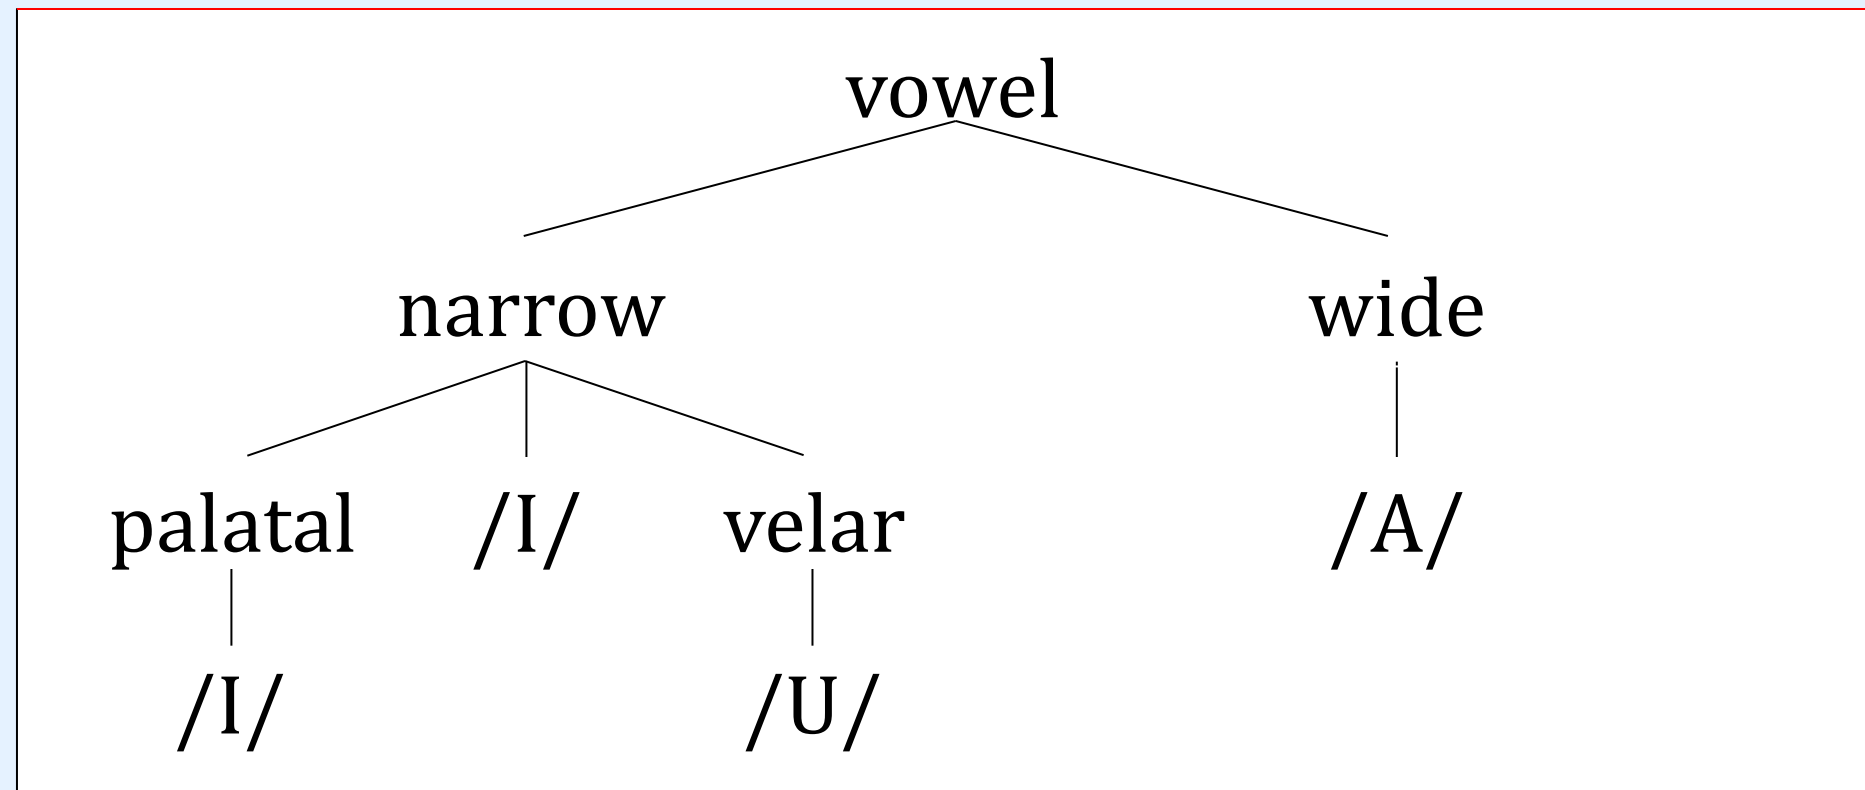 vowel
narrow wide
palatal /I/ velar /A/
/I/ /U/